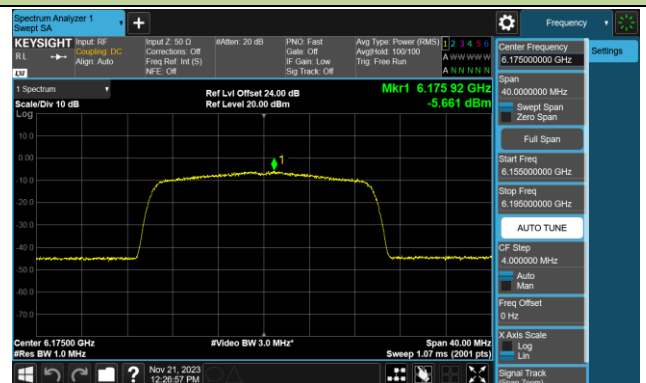 Spectrum Analyzer 1
Swept SA
Frequency
KEYSIGHT
RL
LXI
Input: RF
Coupling: DC
Align: Auto
Input Z: 50 Ω
Corrections: Off
Freq Ref: Int (S)
NFE: Off
#Atten: 20 dB
PNO: Fast
Gate: Off
IF Gain: Low
Sig Track: Off
Avg Type: Power (RMS)
Avg|Hold: 100/100
Trig: Free Run
1 2 3 4 5 6
A W W W W W
A N N N N N
Center Frequency
6.175000000 GHz
Settings
Span
40.0000000 MHz
Swept Span
Zero Span
Full Span
Start Freq
6.155000000 GHz
Stop Freq
6.195000000 GHz
AUTO TUNE
CF Step
4.000000 MHz
Auto
Man
Freq Offset
0 Hz
X Axis Scale
Log
Lin
Signal Track
(Span Zoom)
1 Spectrum
Scale/Div 10 dB
Log
Ref Lvl Offset 24.00 dB
Ref Level 20.00 dBm
Mkr1 6.175 92 GHz
-5.661 dBm
10.0
0.00
-10.0
-20.0
-30.0
-40.0
-50.0
-60.0
-70.0
1
Center 6.17500 GHz
#Res BW 1.0 MHz
#Video BW 3.0 MHz*
Span 40.00 MHz
Sweep 1.07 ms (2001 pts)
?
Nov 21, 2023
12:26:57 PM